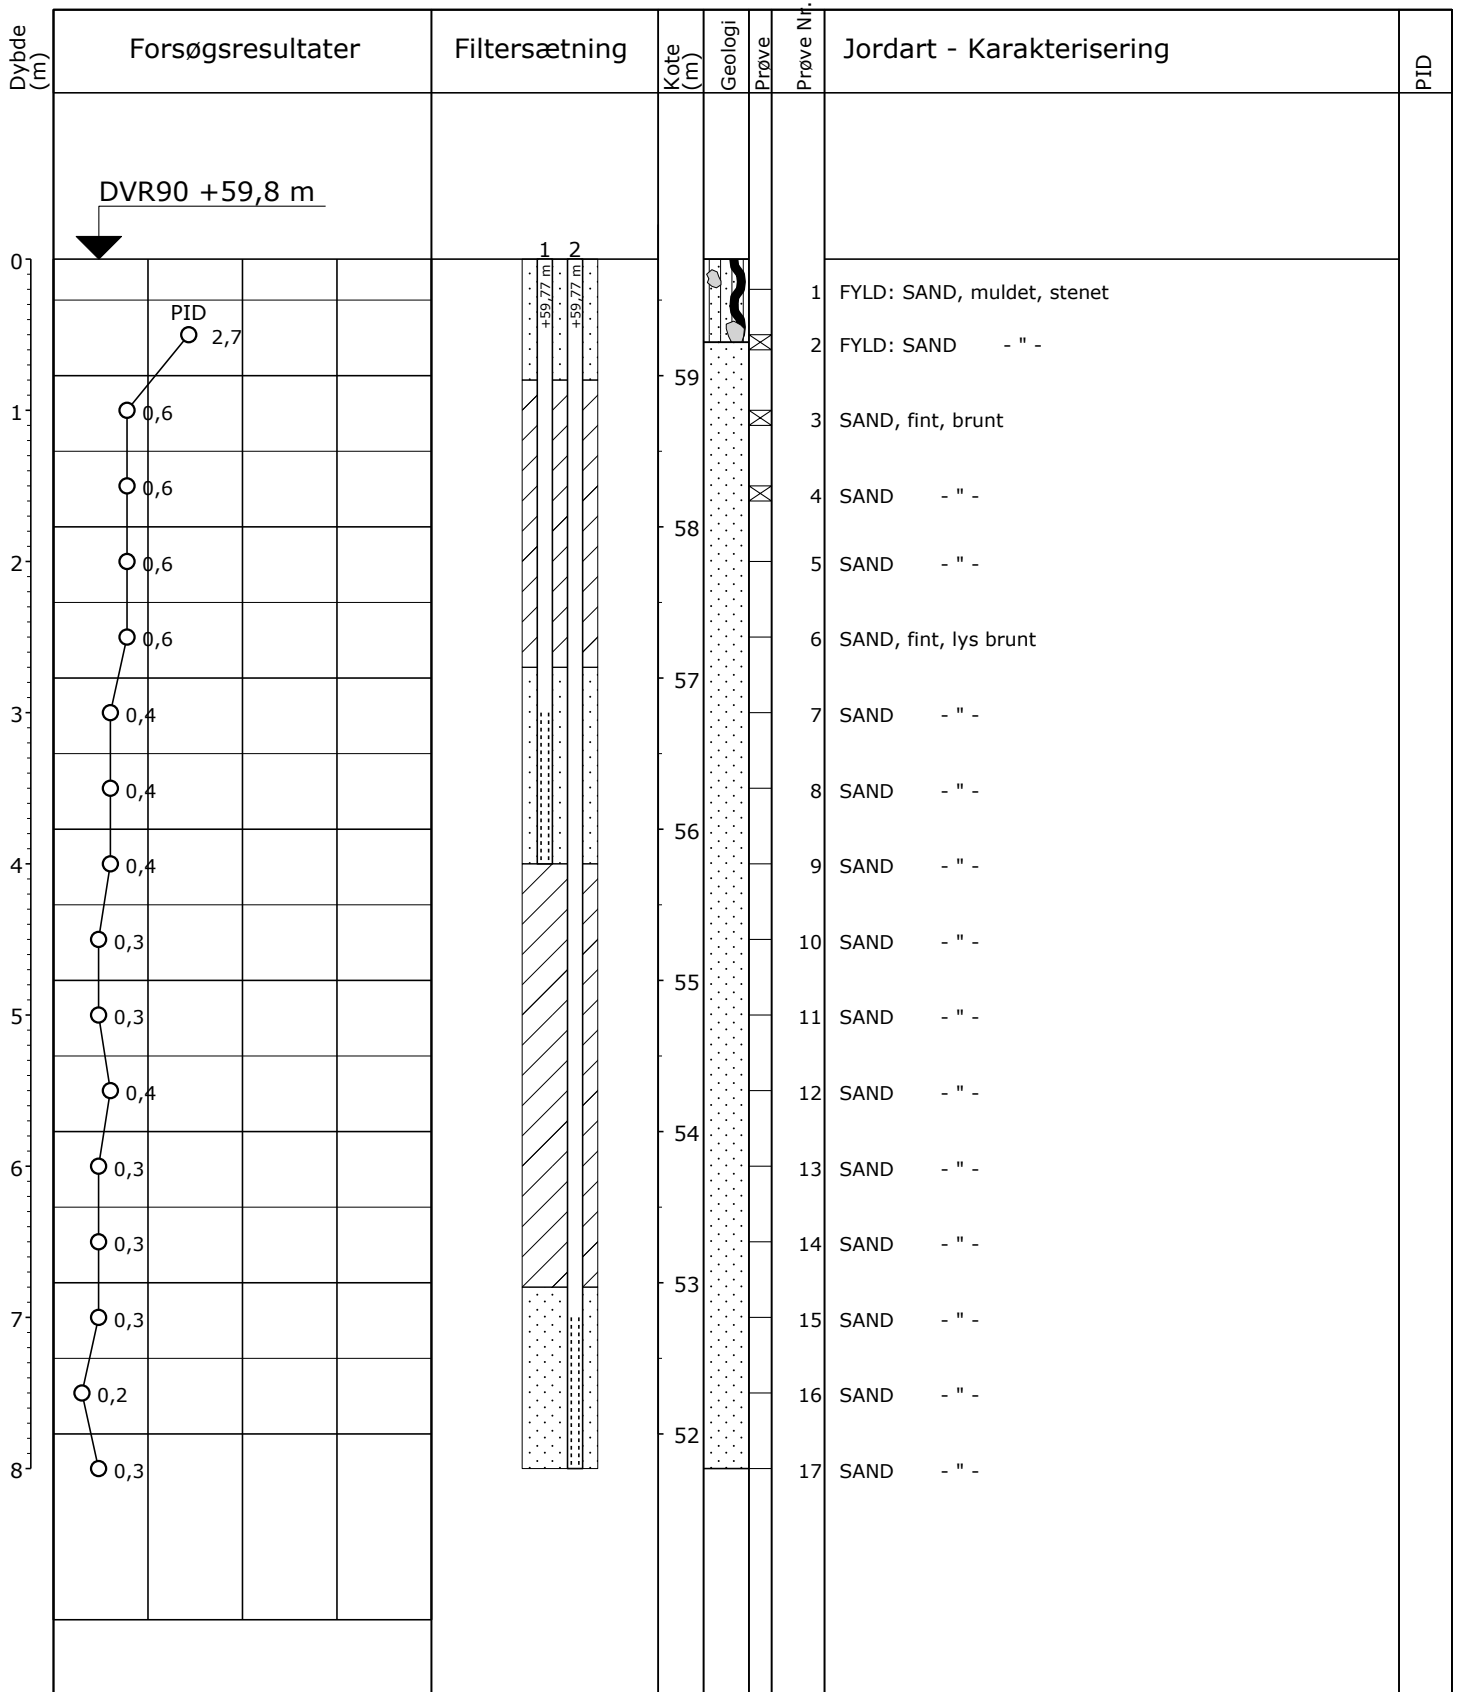 Dybde (m)
Forsøgsresultater
Filtersætning
Kote (m)
Geologi
Prøve
Prøve Nr.
Jordart - Karakterisering
PID
DVR90 +59,8 m
1 2
+59,77 m
+59,77 m
0
1 FYLD: SAND, muldet, stenet
PID
2,7
2 FYLD: SAND - " -
59
1
0,6
3 SAND, fint, brunt
0,6
4 SAND - " -
58
2
0,6
5 SAND - " -
0,6
6 SAND, fint, lys brunt
57
3
0,4
7 SAND - " -
0,4
8 SAND - " -
56
4
0,4
9 SAND - " -
0,3
10 SAND - " -
55
5
0,3
11 SAND - " -
0,4
12 SAND - " -
54
6
0,3
13 SAND - " -
0,3
14 SAND - " -
53
7
0,3
15 SAND - " -
0,2
16 SAND - " -
52
8
0,3
17 SAND - " -